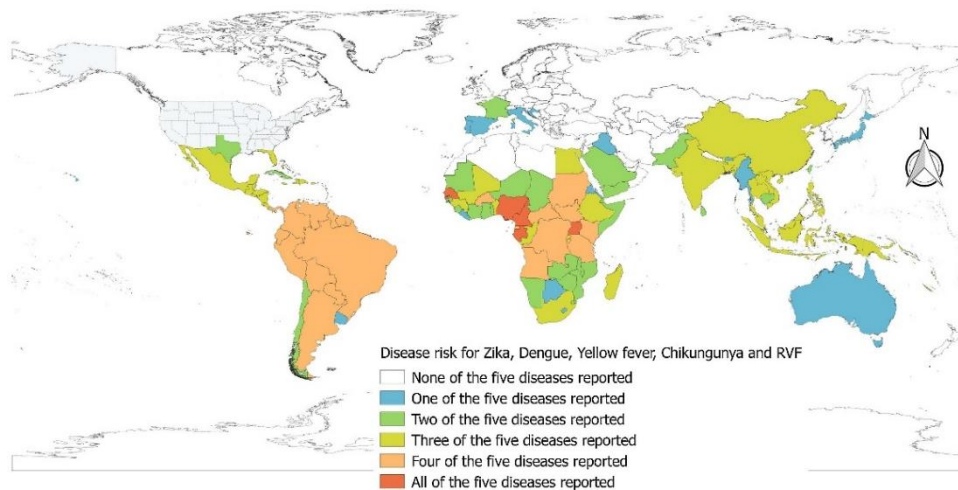 N
Disease risk for Zika, Dengue, Yellow fever, Chikungunya and RVF
None of the five diseases reported
One of the five diseases reported
Two of the five diseases reported
Three of the five diseases reported
Four of the five diseases reported
All of the five diseases reported